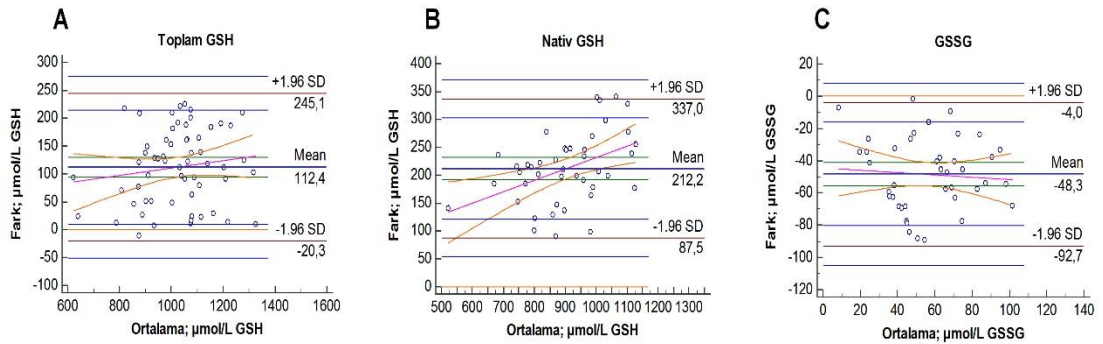 A
Toplam GSH
Fark; µmol/L GSH
300
250
200
150
100
50
0
50
-100
+1.96 SD
245,1
Mean
112,4
-1.96 SD
-20,3
600 800 1000 1200 1400 1600
Ortalama; µmol/L GSH
B
Nativ GSH
Fark; µmol/L GSH
400
350
300
250
200
150
100
50
0
+1.96 SD
337,0
Mean
212,2
-1.96 SD
87,5
500 600 700 800 900 1000 1100 1200 1300
Ortalama; µmol/L GSH
C
GSSG
Fark; µmol/L GSSG
20
0
-20
-40
-60
-80
-100
-120
+1.96 SD
-4,0
Mean
-48,3
-1.96 SD
-92,7
0 20 40 60 80 100 120 140
Ortalama; µmol/L GSSG